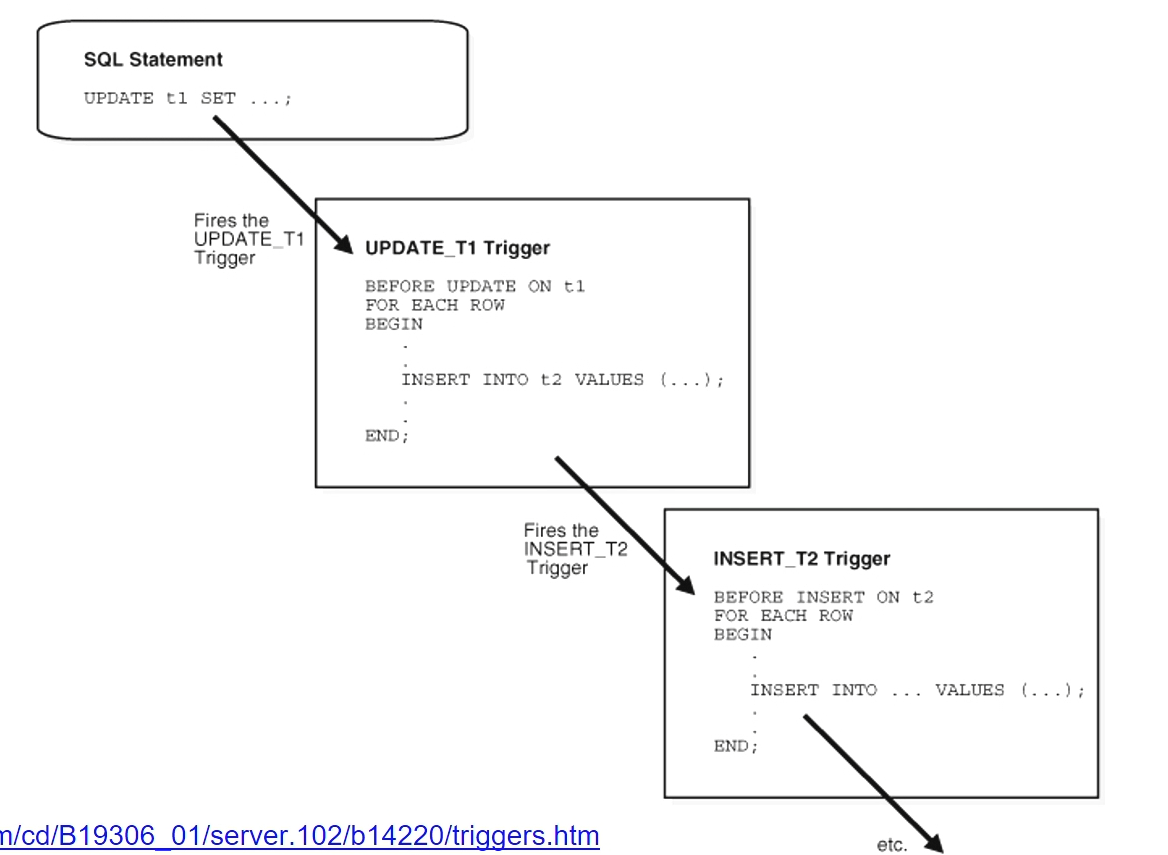 SQL Statement
UPDATE t1 SET ...;
Fires the
UPDATE_T1
Trigger
UPDATE_T1 Trigger
BEFORE UPDATE ON t1
FOR EACH ROW
BEGIN
.
.
INSERT INTO t2 VALUES (...);
.
.
END;
Fires the
INSERT_T2
Trigger
INSERT_T2 Trigger
BEFORE INSERT ON t2
FOR EACH ROW
BEGIN
.
.
INSERT INTO ... VALUES (...);
.
.
END;
etc.
m/cd/B19306_01/server.102/b14220/triggers.htm